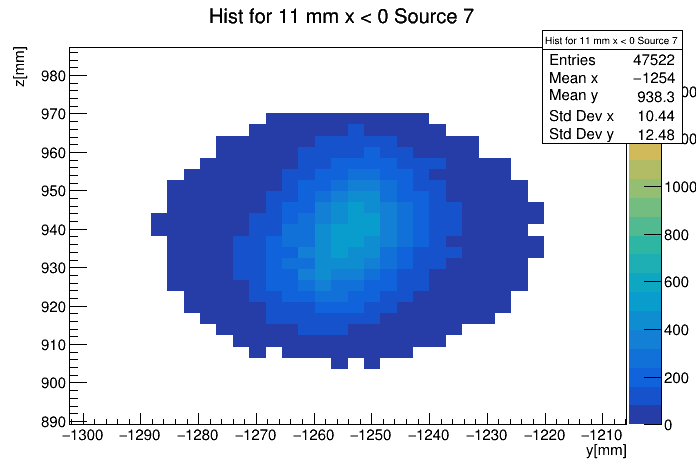 Hist for 11 mm x < 0 Source 7
z[mm]
Hist for 11 mm x < 0 Source 7
Entries 47522
Mean x −1254
Mean y 938.3
Std Dev x 10.44
Std Dev y 12.48
980
970
960
950
940
930
920
910
900
890
1000
800
600
400
200
0
−1300 −1290 −1280 −1270 −1260 −1250 −1240 −1230 −1220 −1210
y[mm]